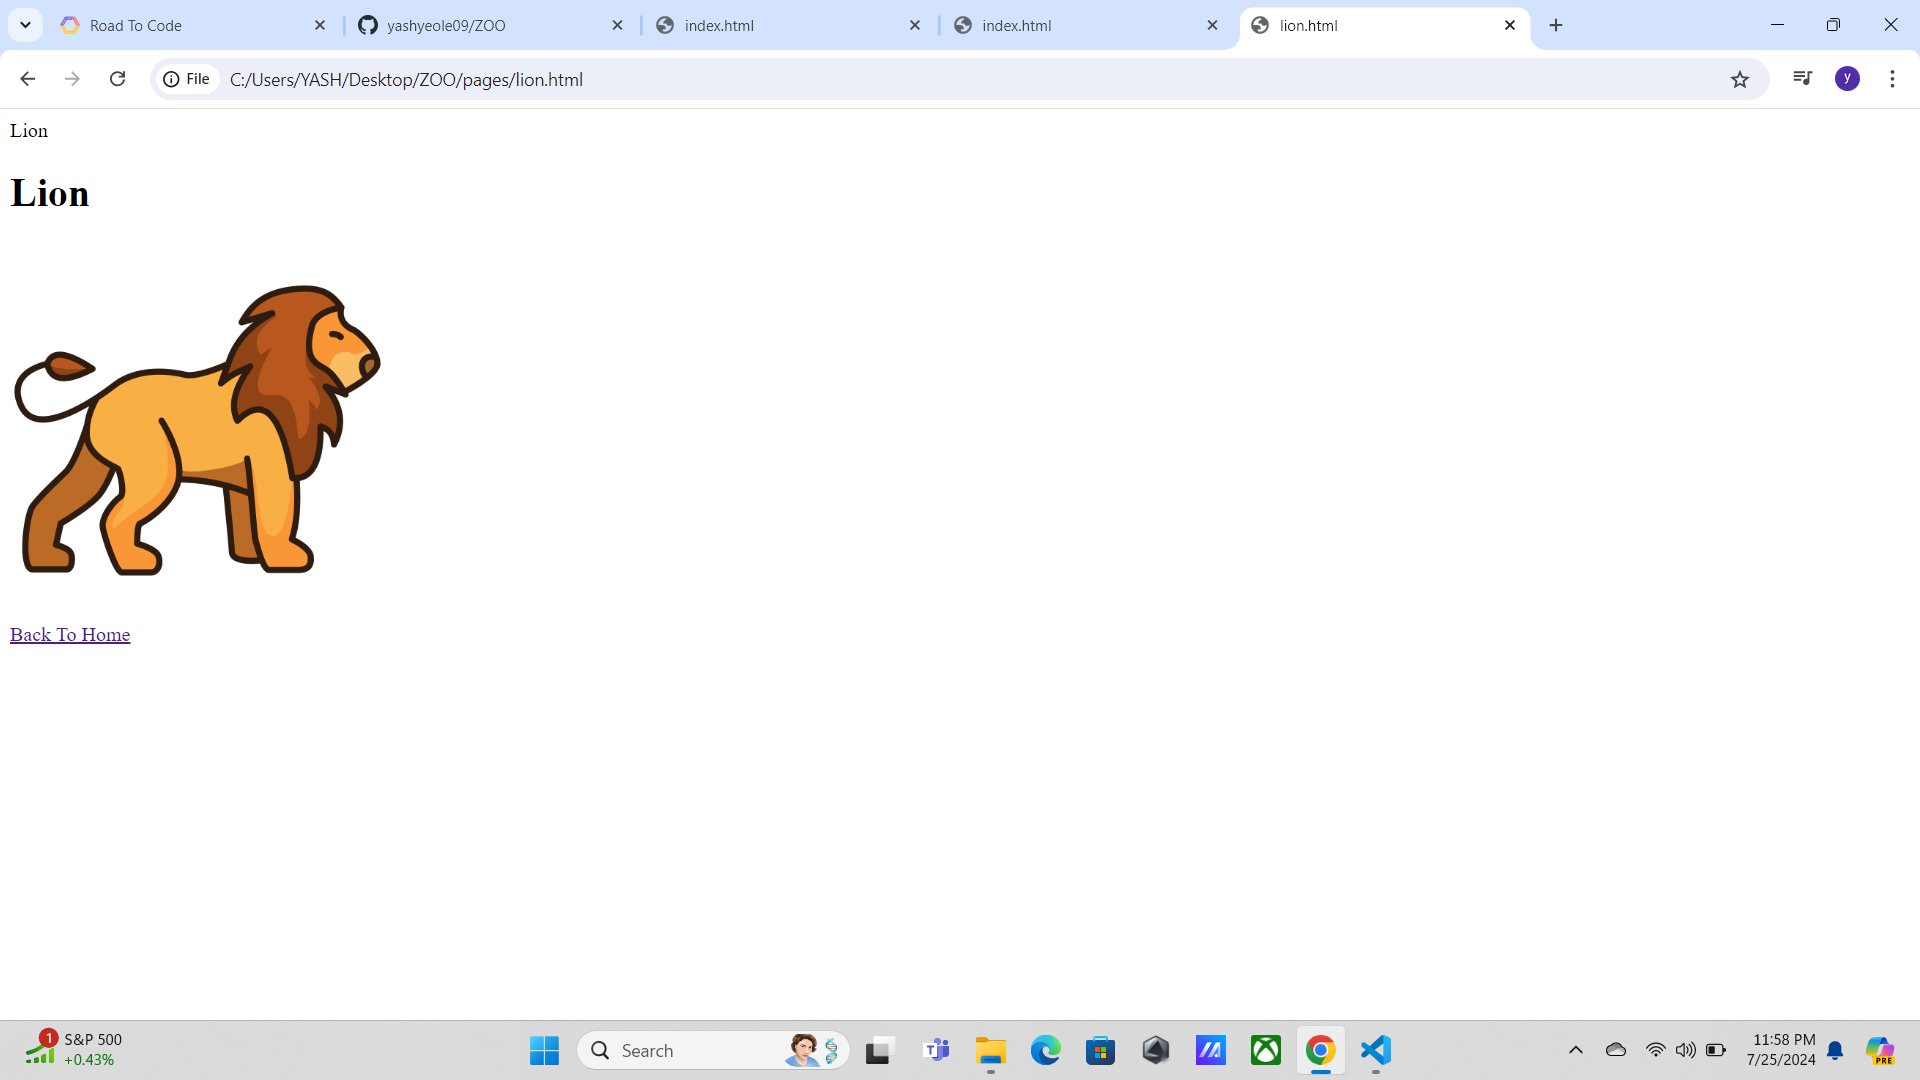 Road To Code
yashyeole09/ZOO
index.html
index.html
lion.html
File
C:/Users/YASH/Desktop/ZOO/pages/lion.html
y
Lion
Lion
Back To Home
1
S&P 500
+0.43%
Search
11:58 PM
7/25/2024
PRE